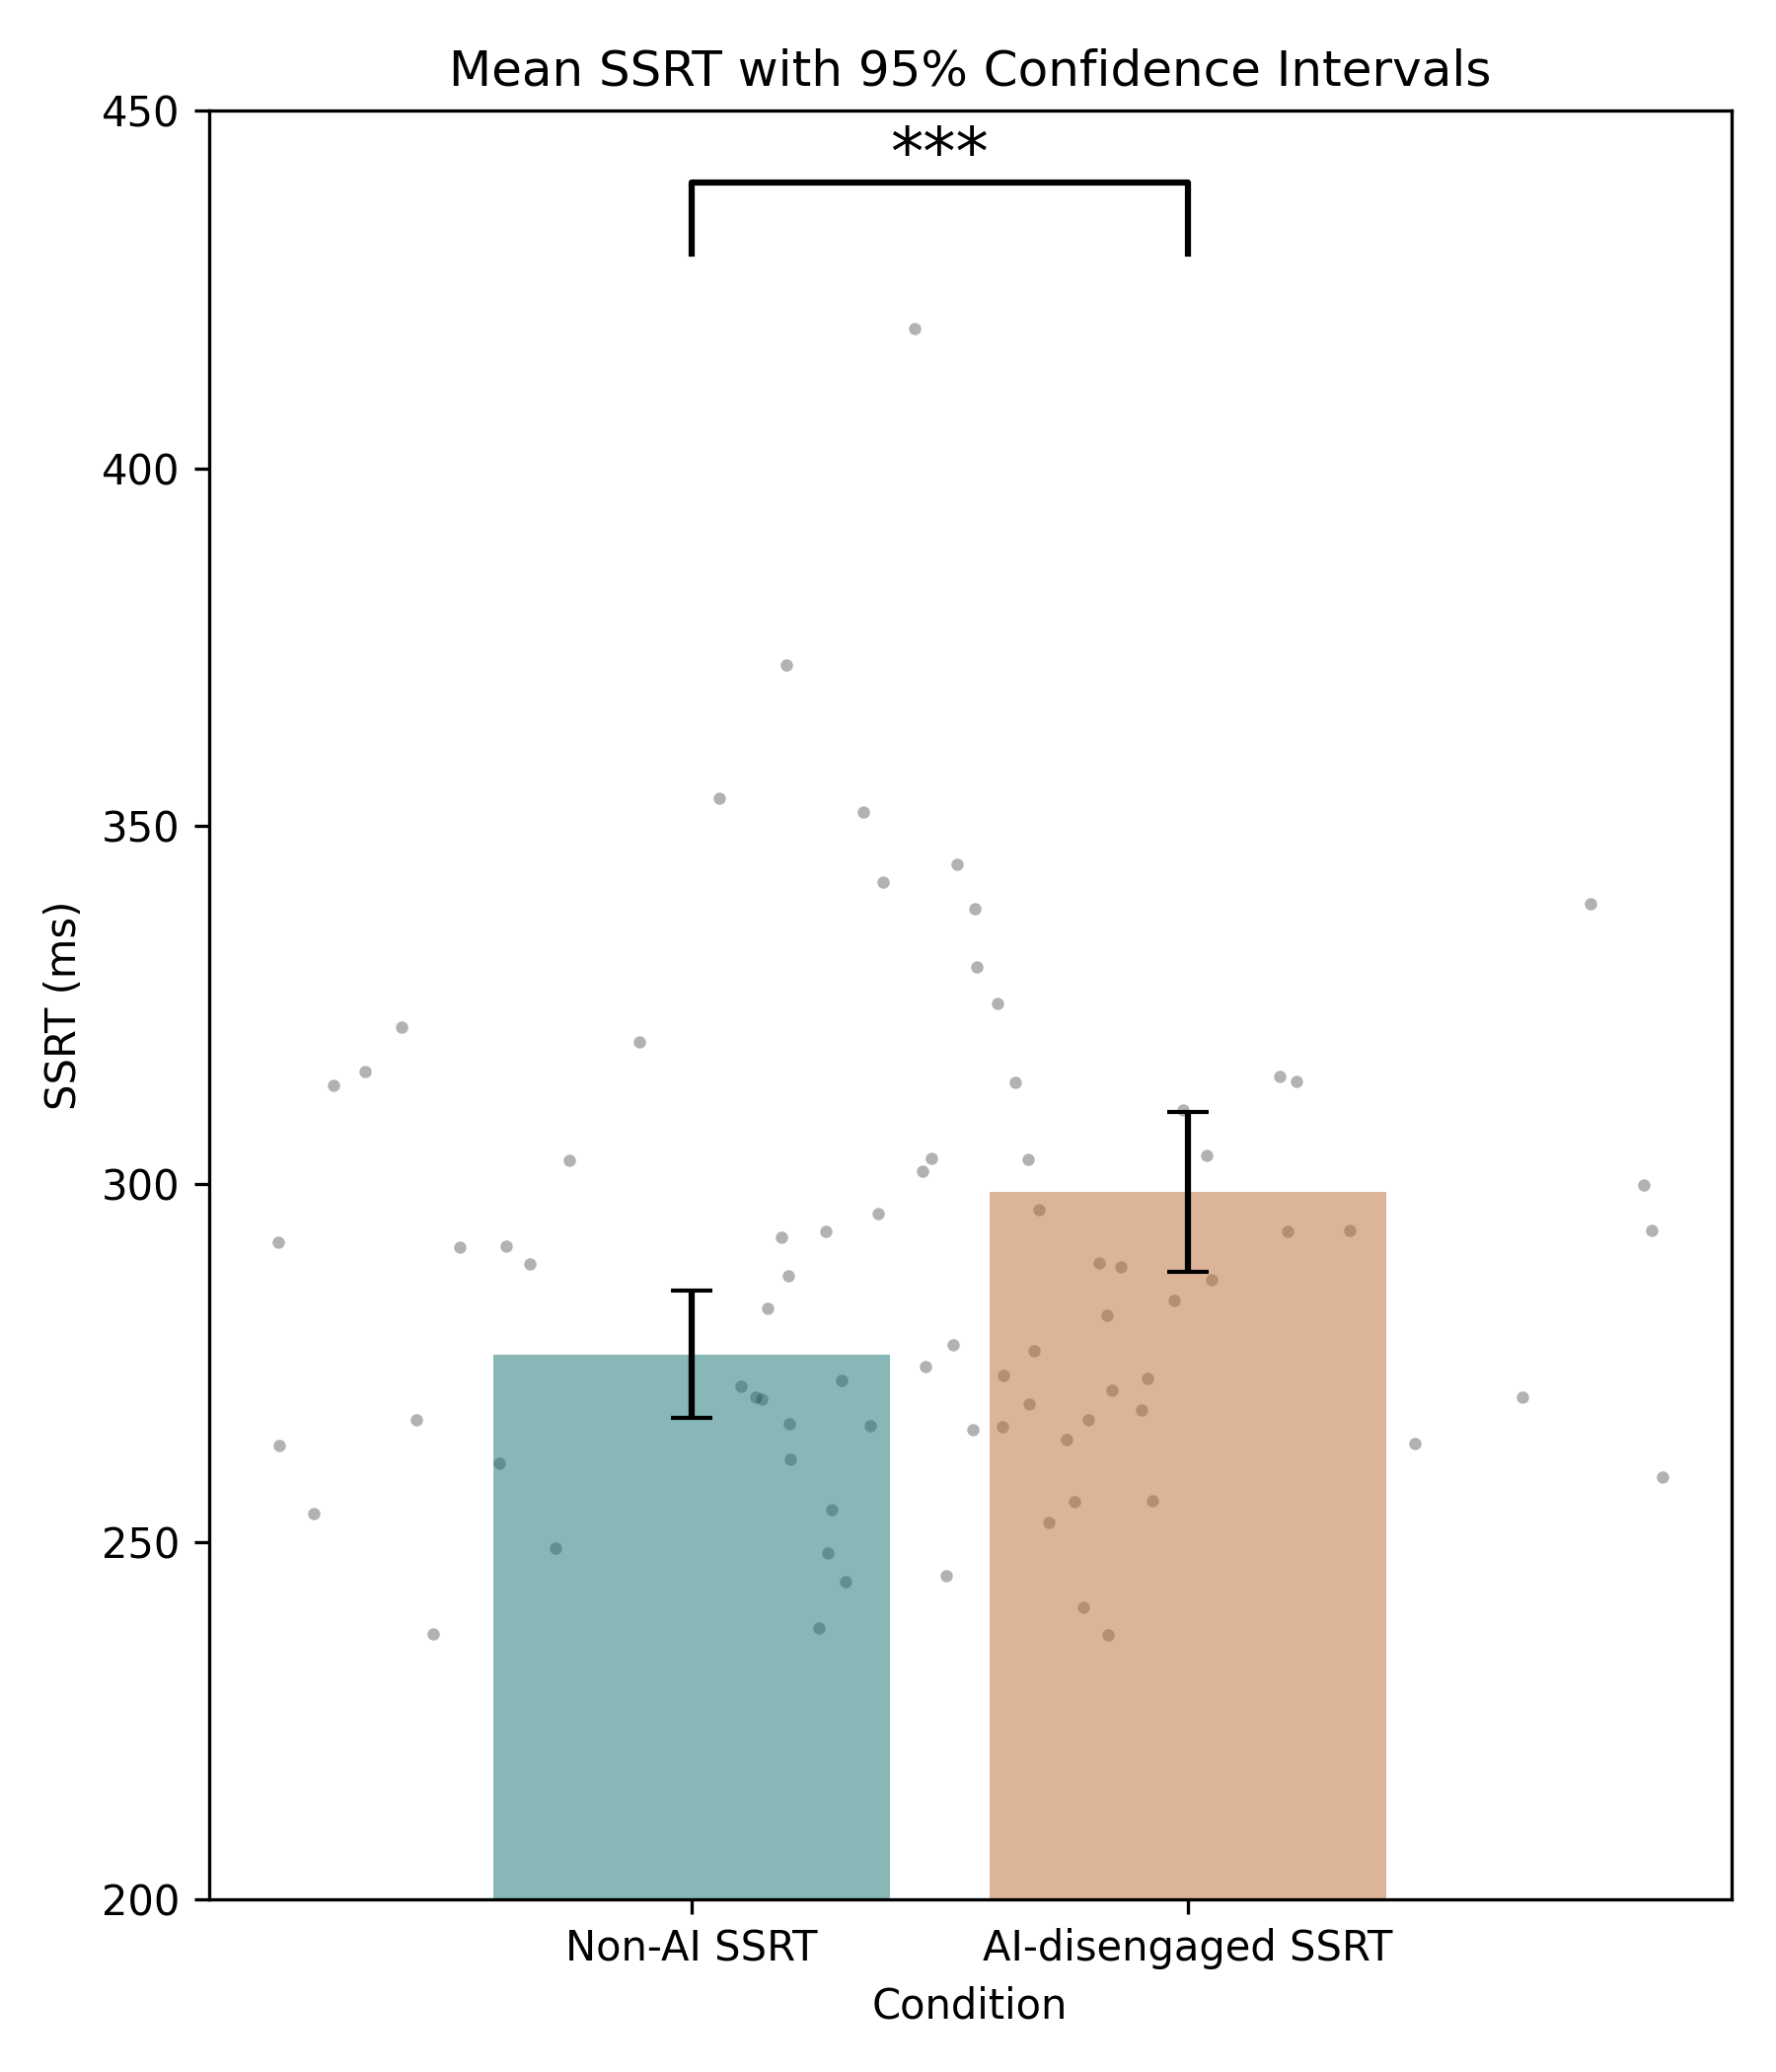 Mean SSRT with 95% Confidence Intervals
450
***
400
350
SSRT (ms)
300
250
200
Non-AI SSRT AI-disengaged SSRT
Condition